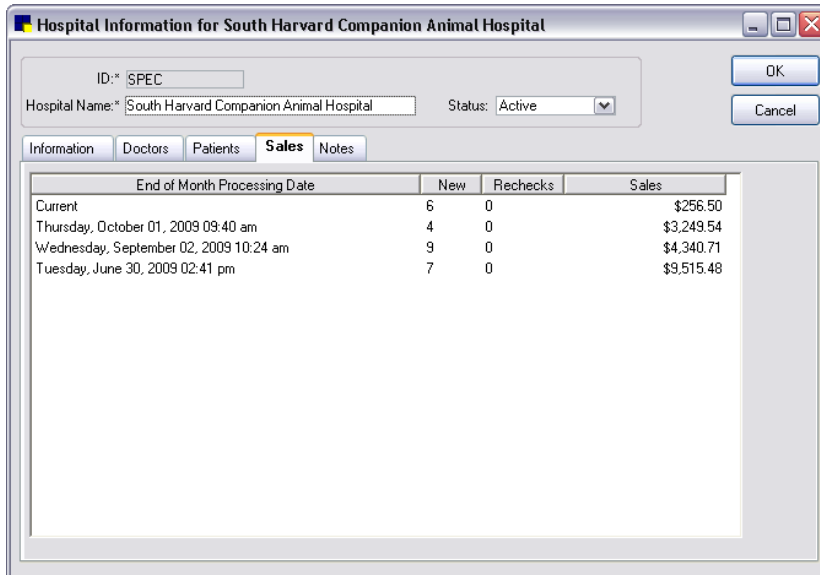 Hospital Information for South Harvard Companion Animal Hospital
ID:* SPEC
OK
Hospital Name:* South Harvard Companion Animal Hospital Status: Active
Cancel
Information Doctors Patients Sales Notes
End of Month Processing Date New Rechecks Sales
Current 6 0 $256.50
Thursday, October 01, 2009 09:40 am 4 0 $3,249.54
Wednesday, September 02, 2009 10:24 am 9 0 $4,340.71
Tuesday, June 30, 2009 02:41 pm 7 0 $9,515.48